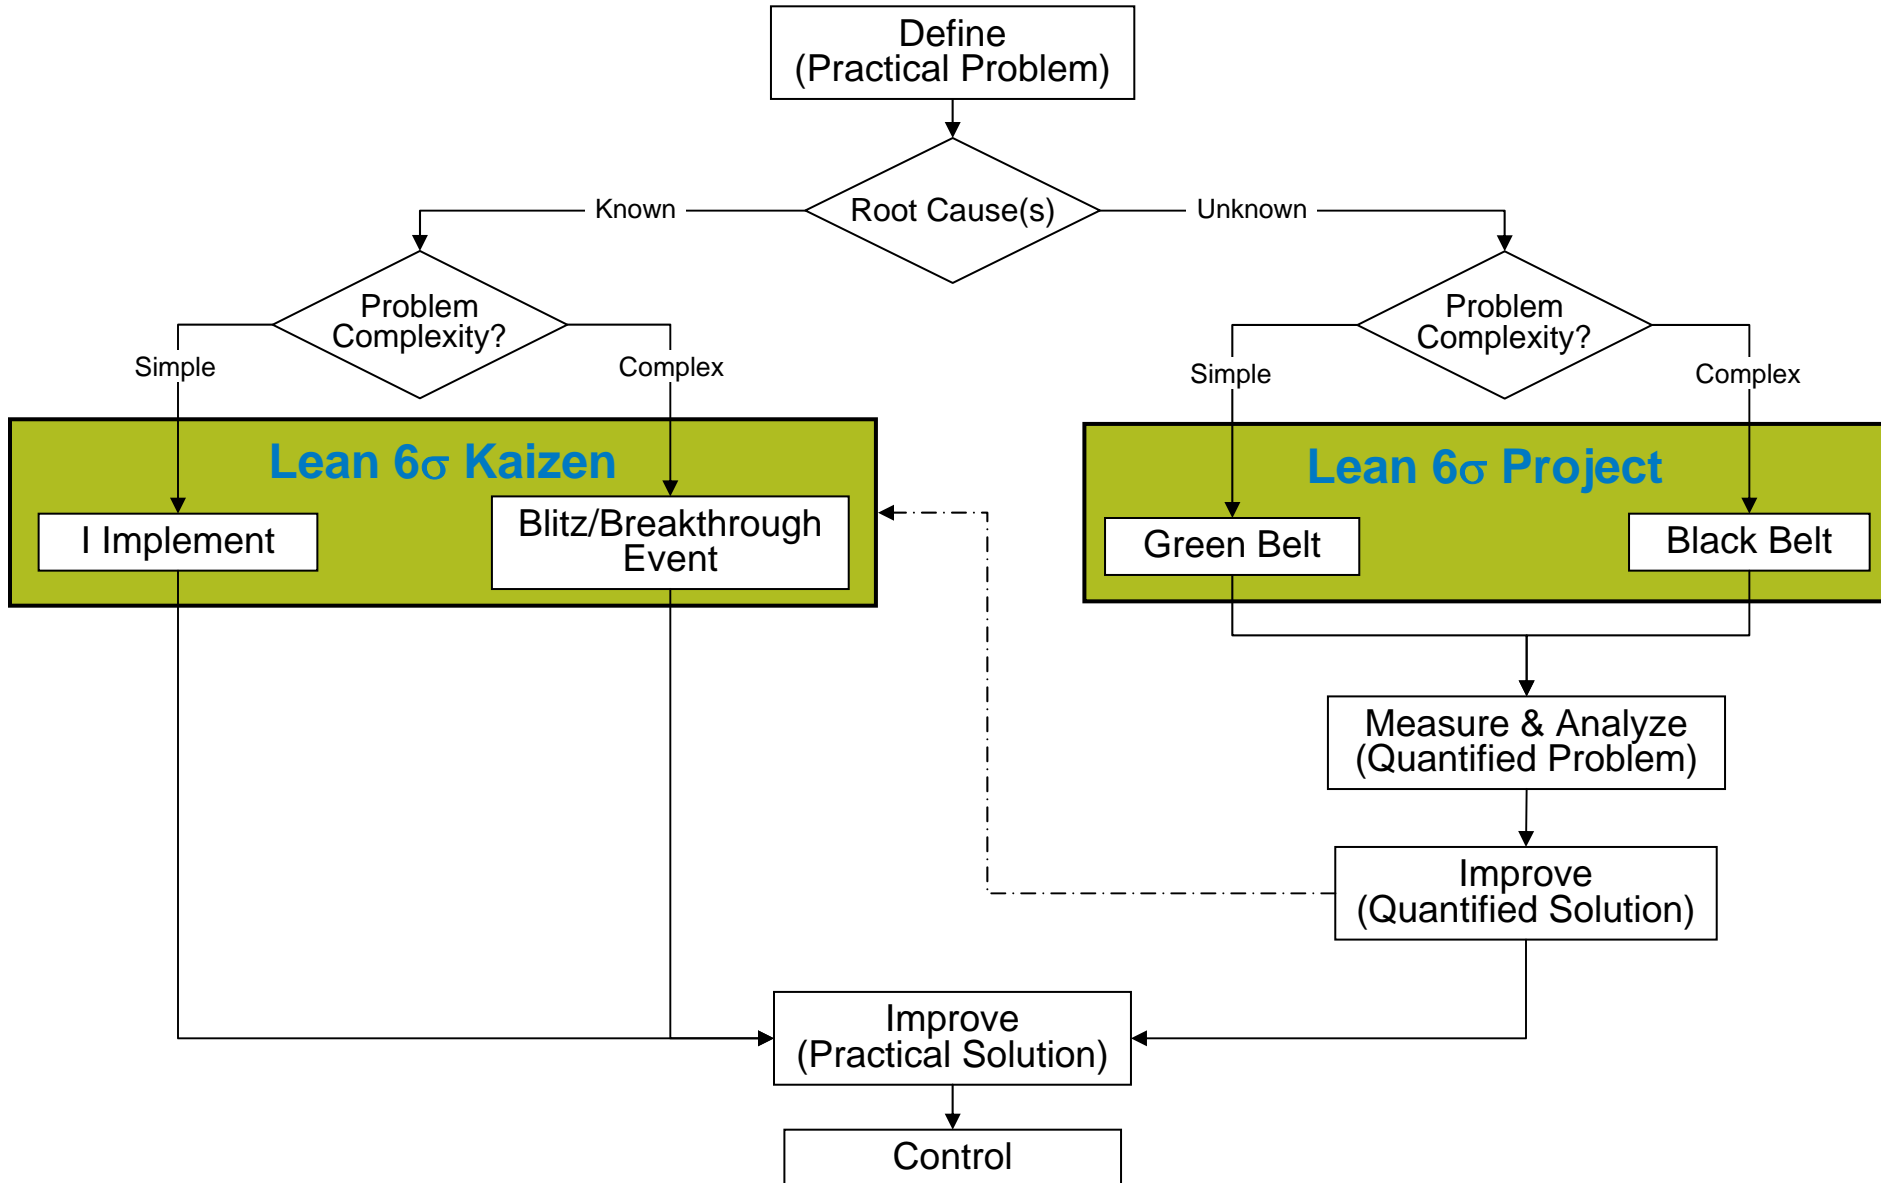 Define
(Practical Problem)
Known
Root Cause(s)
Unknown
Problem
Complexity?
Simple
Complex
Problem
Complexity?
Simple
Complex
Lean 6σ Kaizen
I Implement
Blitz/Breakthrough
Event
Lean 6σ Project
Green Belt
Black Belt
Measure & Analyze
(Quantified Problem)
Improve
(Quantified Solution)
Improve
(Practical Solution)
Control